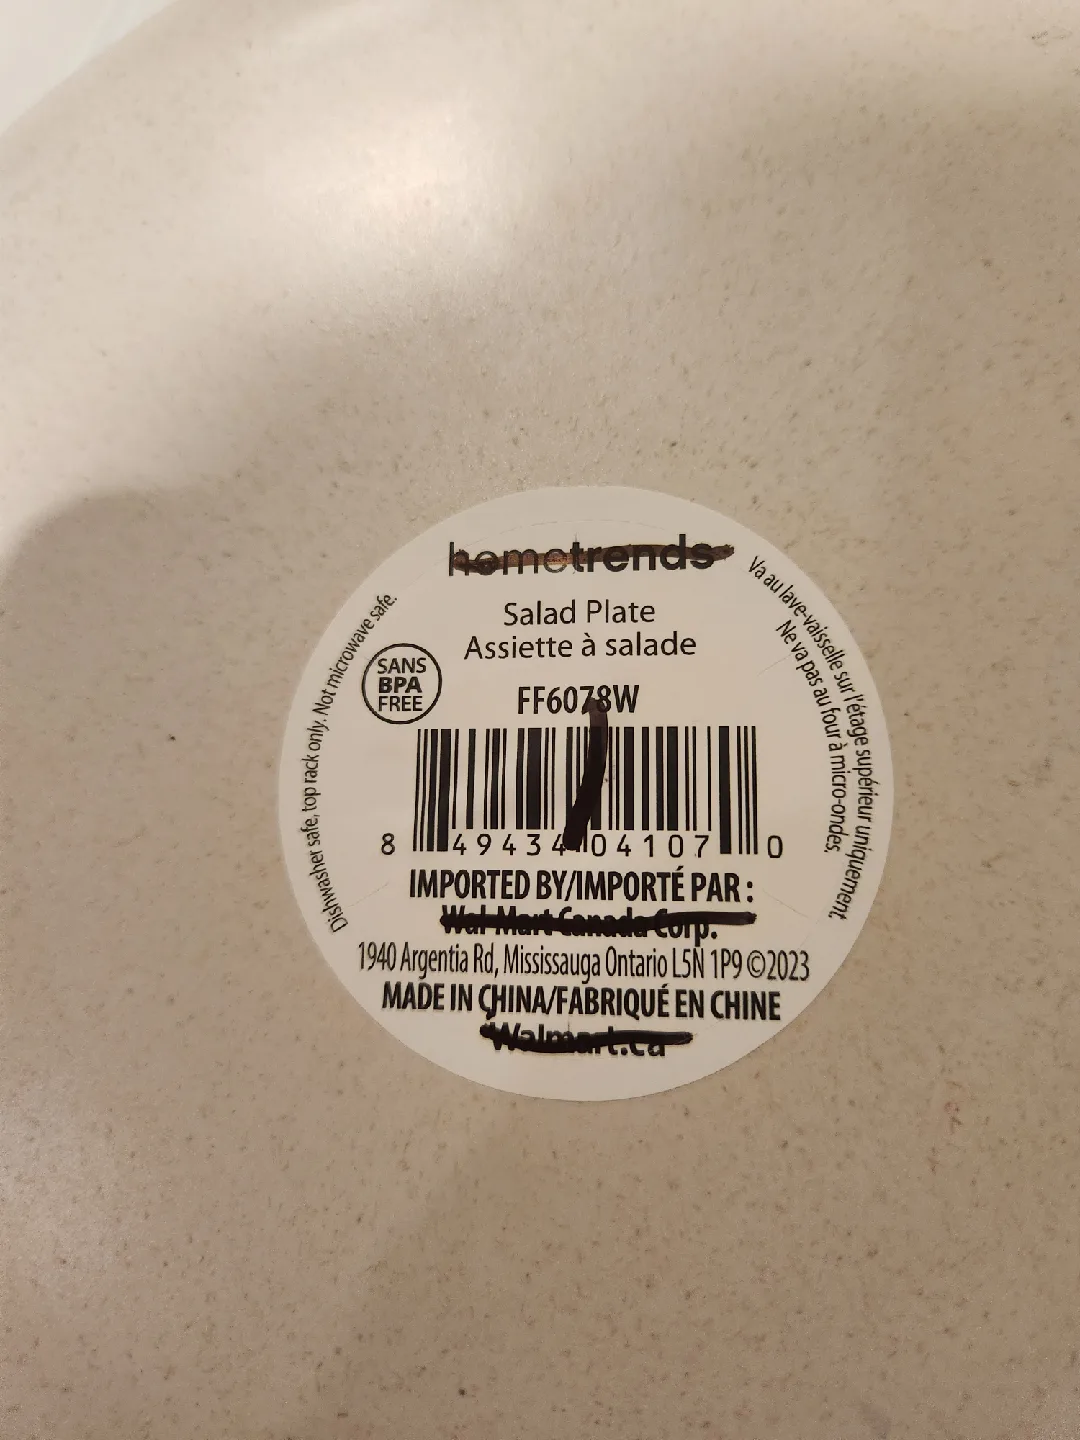 hometrends
Salad Plate
Assiette à salade
SANS
BPA
FREE
FF6078W
8 49434 04107 0
IMPORTED BY/IMPORTÉ PAR :
Wal-Mart Canada Corp.
1940 Argentia Rd, Mississauga Ontario L5N 1P9 ©2023
MADE IN CHINA/FABRIQUÉ EN CHINE
Walmart.ca
Dishwasher safe, top rack only. Not microwave safe.
Va au lave-vaisselle sur l'étage supérieur uniquement.
Ne va pas au four à micro-ondes.